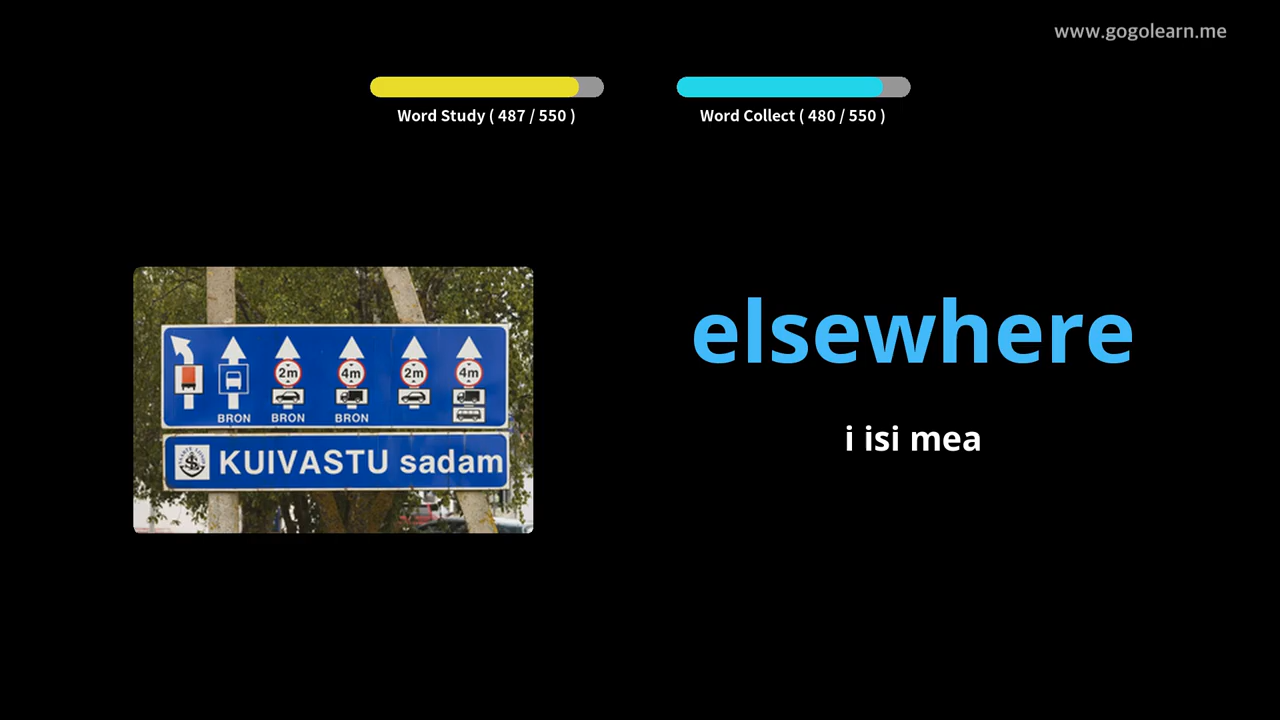 www.gogolearn.me
Word Study ( 487 / 550 )
Word Collect ( 480 / 550 )
2m 4m 2m 4m
BRON BRON BRON
KUIVASTU sadam
elsewhere
i isi mea